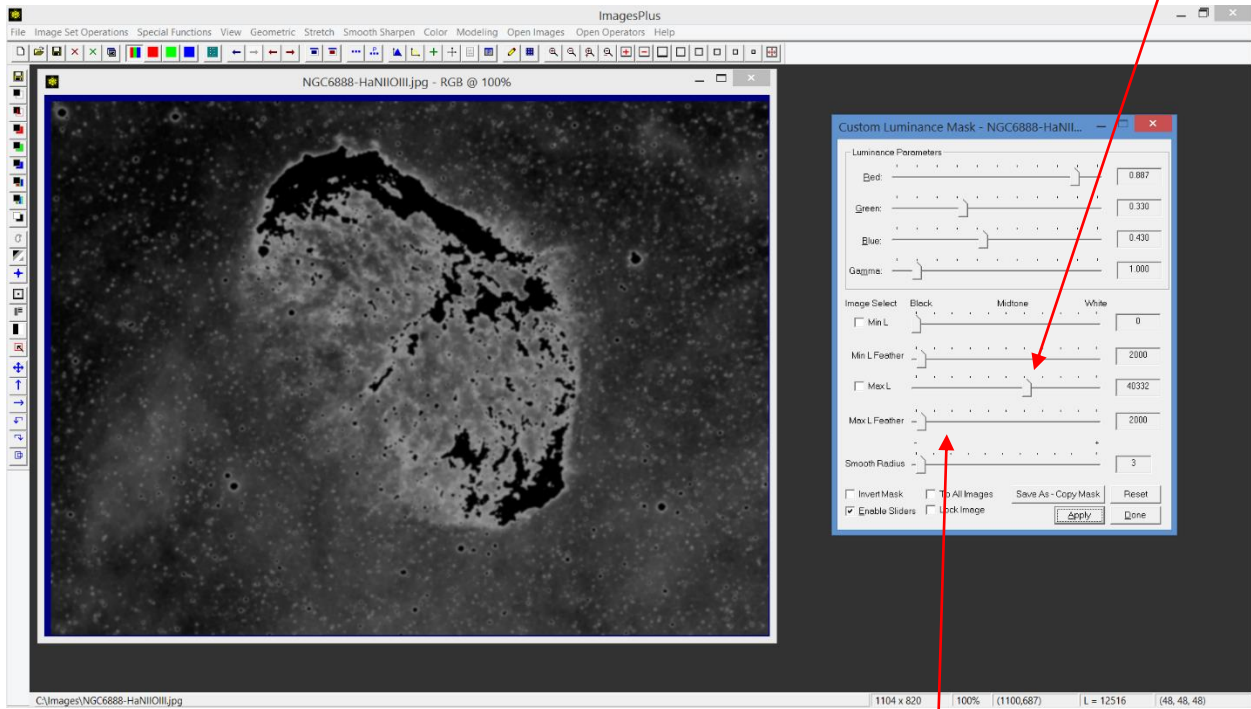 ImagesPlus
File Image Set Operations Special Functions View Geometric Stretch Smooth Sharpen Color Modeling Open Images Open Operators Help
NGC6888-HaNIIOIII.jpg - RGB @ 100%
Custom Luminance Mask - NGC6888-HaNII...
Luminance Parameters
Red: 0.887
Green: 0.330
Blue: 0.430
Gamma: 1.000
Image Select Black Midtone White
Min L 0
Min L Feather 2000
Max L 40332
Max L Feather 2000
- +
Smooth Radius 3
Invert Mask To All Images Save As - Copy Mask Reset
Enable Sliders Lock Image Apply Done
C:\Images\NGC6888-HaNIIOIII.jpg 1104 x 820 100% (1100,687) L = 12516 (48, 48, 48)